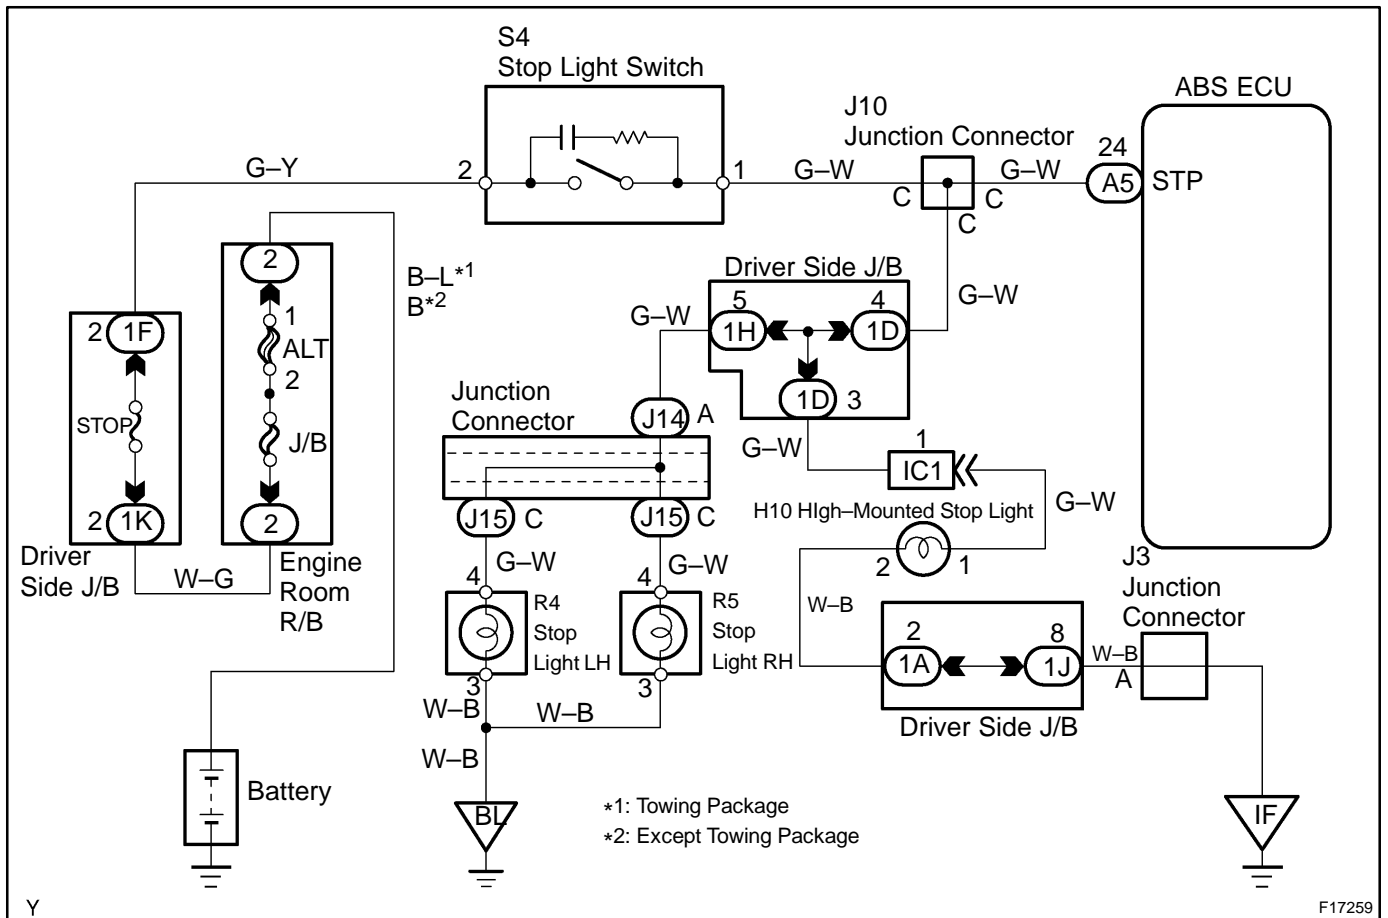 S4
Stop Light Switch
ABS ECU
J10
Junction Connector
24
G–Y
2
1
G–W
G–W
A5
STP
C
C
C
2
B–L*1
B*2
Driver Side J/B
G–W
5
4
G–W
1H
1D
2
1F
1
ALT
2
1D
3
Junction
Connector
J14
A
STOP
J/B
G–W
1
IC1
2
1K
2
J15
C
J15
C
H10 HIgh–Mounted Stop Light
G–W
2
1
Driver
Side J/B
W–G
Engine
Room
R/B
G–W
G–W
4
4
J3
Junction
Connector
R4
Stop
Light LH
R5
Stop
Light RH
W–B
2
8
1A
1J
W–B
A
3
3
W–B
W–B
Driver Side J/B
W–B
Battery
BL
*1: Towing Package
*2: Except Towing Package
IF
Y
F17259